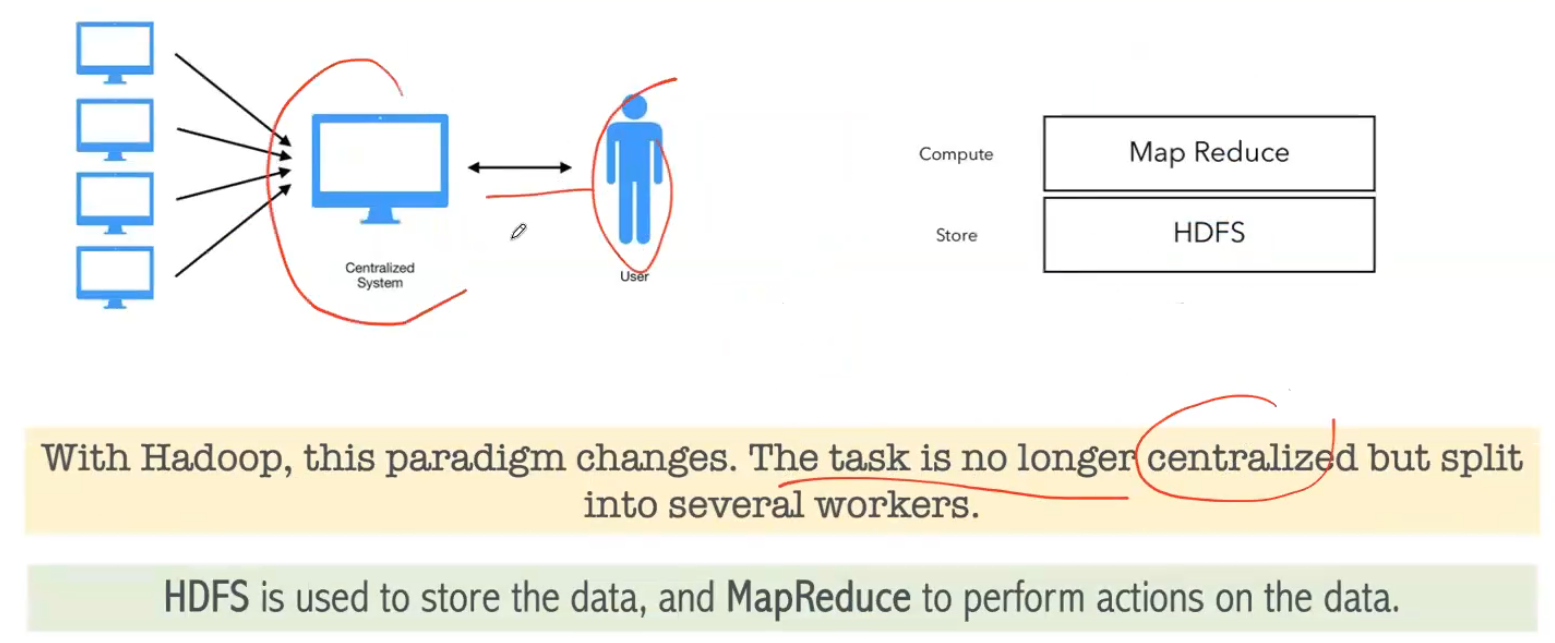 Centralized
System
User
Compute
Map Reduce
Store
HDFS
With Hadoop, this paradigm changes. The task is no longer centralized but split
into several workers.
HDFS is used to store the data, and MapReduce to perform actions on the data.